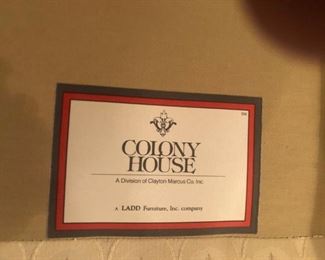 COLONY
HOUSE
A Division of Clayton Marcus Co. Inc.
A LADD Furniture, Inc. company